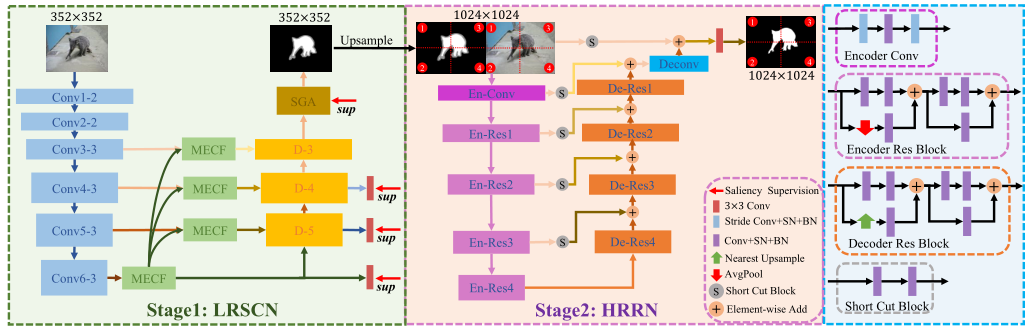 352×352
Conv1-2
Conv2-2
Conv3-3
Conv4-3
Conv5-3
Conv6-3
MECF
MECF
MECF
MECF
352×352
SGA
sup
D-3
D-4
sup
D-5
sup
sup
Stage1: LRSCN
Upsample
1024×1024
1
3
2
4
1
3
2
4
S
En-Conv
S
En-Res1
S
En-Res2
S
En-Res3
S
En-Res4
Deconv
De-Res1
De-Res2
De-Res3
De-Res4
1
3
2
4
1024×1024
Saliency Supervision
3×3 Conv
Stride Conv+SN+BN
Conv+SN+BN
Nearest Upsample
AvgPool
S Short Cut Block
Element-wise Add
Stage2: HRRN
Encoder Conv
Encoder Res Block
Decoder Res Block
Short Cut Block